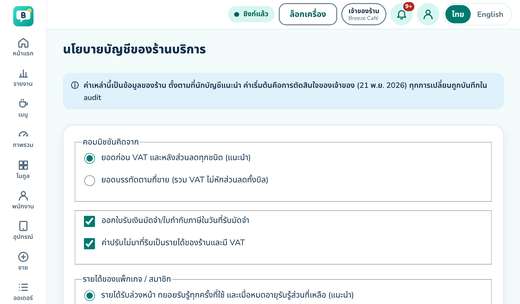 B
ซิงก์แล้ว
ล็อกเครื่อง
เจ้าของร้าน
Breeze Café
9+
ไทย
English
หน้าแรก
รายงาน
เมนู
ภาพรวม
โมดูล
พนักงาน
อุปกรณ์
ขาย
ออเดอร์
นโยบายบัญชีของร้านบริการ
ค่าเหล่านี้เป็นข้อมูลของร้าน ตั้งตามที่นักบัญชีแนะนำ ค่าเริ่มต้นคือการตัดสินใจของเจ้าของ (21 พ.ย. 2026) ทุกการเปลี่ยนถูกบันทึกใน
audit
คอมมิชชันคิดจาก
ยอดก่อน VAT และหลังส่วนลดทุกชนิด (แนะนำ)
ยอดบรรทัดตามที่ขาย (รวม VAT ไม่หักส่วนลดทั้งบิล)
ออกใบรับเงินมัดจำ/ใบกำกับภาษีในวันที่รับมัดจำ
ค่าปรับไม่มาที่ริบเป็นรายได้ของร้านและมี VAT
รายได้ของแพ็กเกจ / สมาชิก
รายได้รับล่วงหน้า ทยอยรับรู้ทุกครั้งที่ใช้ และเมื่อหมดอายุรับรู้ส่วนที่เหลือ (แนะนำ)